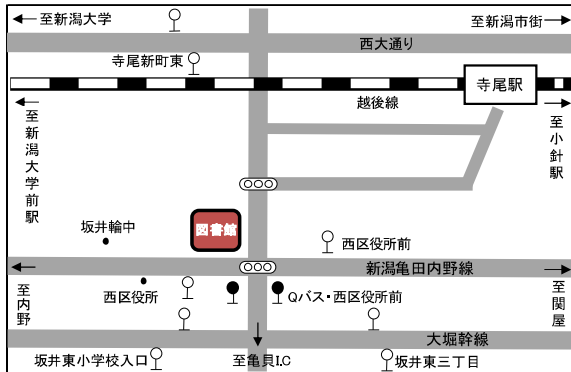 至新潟大学
至新潟市街
西大通り
寺尾新町東
寺尾駅
越後線
至新潟大学前駅
至小針駅
図書館
坂井輪中
西区役所前
新潟亀田内野線
西区役所
Qバス・西区役所前
至内野
至関屋
大堀幹線
坂井東小学校入口
至亀貝I.C
坂井東三丁目